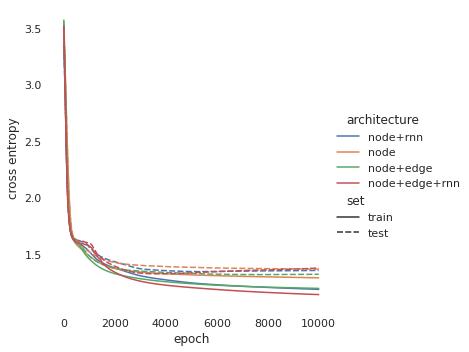 3.5
3.0
2.5
2.0
1.5
cross entropy
0
2000
4000
6000
8000
10000
epoch
architecture
node+rnn
node
node+edge
node+edge+rnn
set
train
test